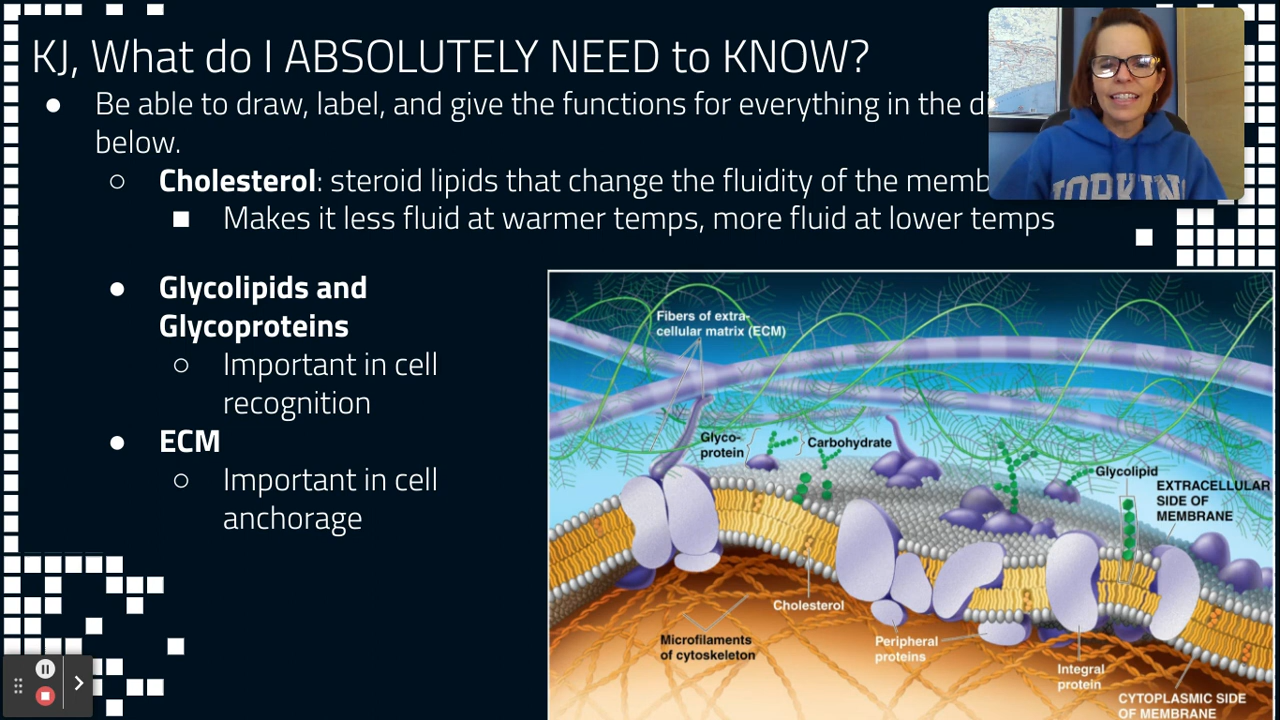 KJ, What do I ABSOLUTELY NEED to KNOW?
● Be able to draw, label, and give the functions for everything in the d
below.
○ Cholesterol: steroid lipids that change the fluidity of the memb
■ Makes it less fluid at warmer temps, more fluid at lower temps
● Glycolipids and
Glycoproteins
○ Important in cell
recognition
● ECM
○ Important in cell
anchorage
Fibers of extra-
cellular matrix (ECM)
Glyco-
protein
Carbohydrate
Glycolipid
EXTRACELLULAR
SIDE OF
MEMBRANE
Cholesterol
Microfilaments
of cytoskeleton
Peripheral
proteins
Integral
protein
CYTOPLASMIC SIDE
OF MEMBRANE